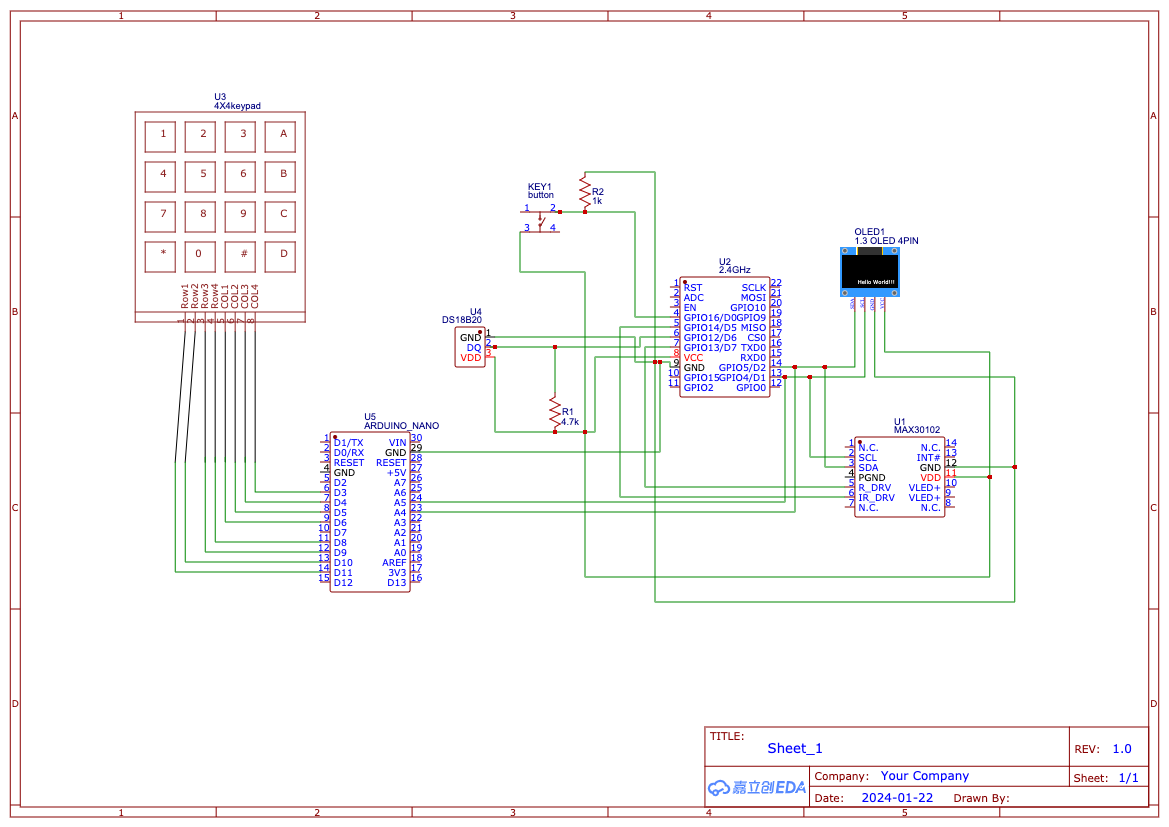 1 2 3 4 5
A A
B B
C C
D D
U3
4X4keypad
1 2 3 A
4 5 6 B
7 8 9 C
* 0 # D
Row1 Row2 Row3 Row4 COL1 COL2 COL3 COL4
1 2 3 4 5 6 7 8
KEY1
button
1 2
3 4
R2
1k
U4
DS18B20
GND 1
DQ 2
VDD 3
R1
4.7k
U2
2.4GHz
1 RST SCLK 22
2 ADC MOSI 21
3 EN GPIO10 20
4 GPIO16/D0 GPIO9 19
5 GPIO14/D5 MISO 18
6 GPIO12/D6 CS0 17
7 GPIO13/D7 TXD0 16
8 VCC RXD0 15
9 GND GPIO5/D2 14
10 GPIO15 GPIO4/D1 13
11 GPIO2 GPIO0 12
OLED1
1.3 OLED 4PIN
Hello World!!!
SDA SCL GND VCC
U1
MAX30102
1 N.C. N.C. 14
2 SCL INT# 13
3 SDA GND 12
4 PGND VDD 11
5 R_DRV VLED+ 10
6 IR_DRV VLED+ 9
7 N.C. N.C. 8
U5
ARDUINO_NANO
1 D1/TX VIN 30
2 D0/RX GND 29
3 RESET RESET 28
4 GND +5V 27
5 D2 A7 26
6 D3 A6 25
7 D4 A5 24
8 D5 A4 23
9 D6 A3 22
10 D7 A2 21
11 D8 A1 20
12 D9 A0 19
13 D10 AREF 18
14 D11 3V3 17
15 D12 D13 16
TITLE:
Sheet_1
REV: 1.0
嘉立创EDA
Company: Your Company
Sheet: 1/1
Date: 2024-01-22 Drawn By:
1 2 3 4 5